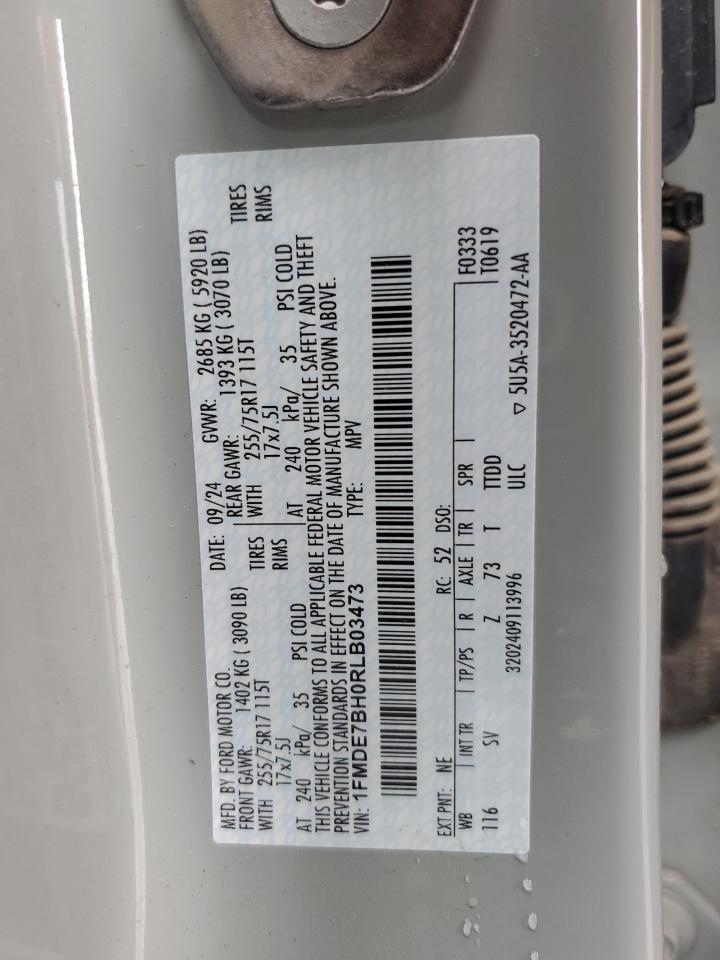 MFD. BY FORD MOTOR CO.
DATE: 09/24 GVWR: 2685 KG ( 5920 LB)
FRONT GAWR: 1402 KG ( 3090 LB) REAR GAWR: 1393 KG ( 3070 LB)
WITH 255/75R17 115T TIRES WITH 255/75R17 115T TIRES
17x7.5J RIMS 17x7.5J RIMS
AT 240 kPa/ 35 PSI COLD AT 240 kPa/ 35 PSI COLD
THIS VEHICLE CONFORMS TO ALL APPLICABLE FEDERAL MOTOR VEHICLE SAFETY AND THEFT
PREVENTION STANDARDS IN EFFECT ON THE DATE OF MANUFACTURE SHOWN ABOVE.
VIN: 1FMDE7BH0RLB03473 TYPE: MPV
EXT PNT: NE RC: 52 DSO: F0333
WB INT TR TP/PS R AXLE TR SPR T0619
116 SV Z 73 T TTDD
3202409113996 ULC ▽ 5U5A-3520472-AA